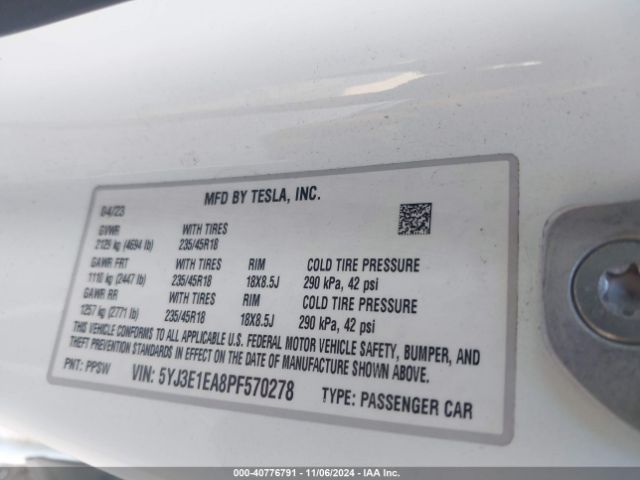 MFD BY TESLA, INC.
04/23
GVWR WITH TIRES
2129 kg (4694 lb) 235/45R18
GAWR FRT WITH TIRES RIM COLD TIRE PRESSURE
1110 kg (2447 lb) 235/45R18 18X8.5J 290 kPa, 42 psi
GAWR RR WITH TIRES RIM COLD TIRE PRESSURE
1257 kg (2771 lb) 235/45R18 18X8.5J 290 kPa, 42 psi
THIS VEHICLE CONFORMS TO ALL APPLICABLE U.S. FEDERAL MOTOR VEHICLE SAFETY, BUMPER, AND
THEFT PREVENTION STANDARDS IN EFFECT ON THE DATE OF MANUFACTURE SHOWN ABOVE.
PNT: PPSW VIN: 5YJ3E1EA8PF570278 TYPE: PASSENGER CAR
000-40776791 - 11/06/2024 - IAA Inc.